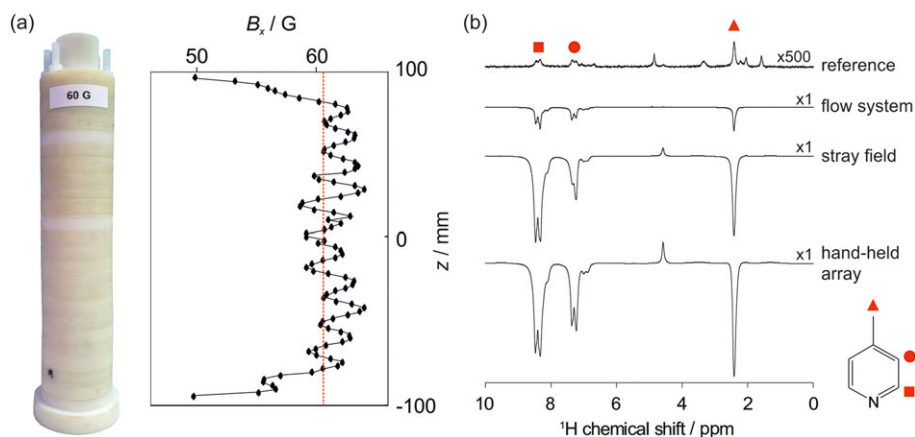 (a)
60 G
Bₓ / G
50 60
100
0
-100
z / mm
(b)
x500
reference
x1
flow system
x1
stray field
x1
hand-held
array
10 8 6 4 2 0
¹H chemical shift / ppm
N